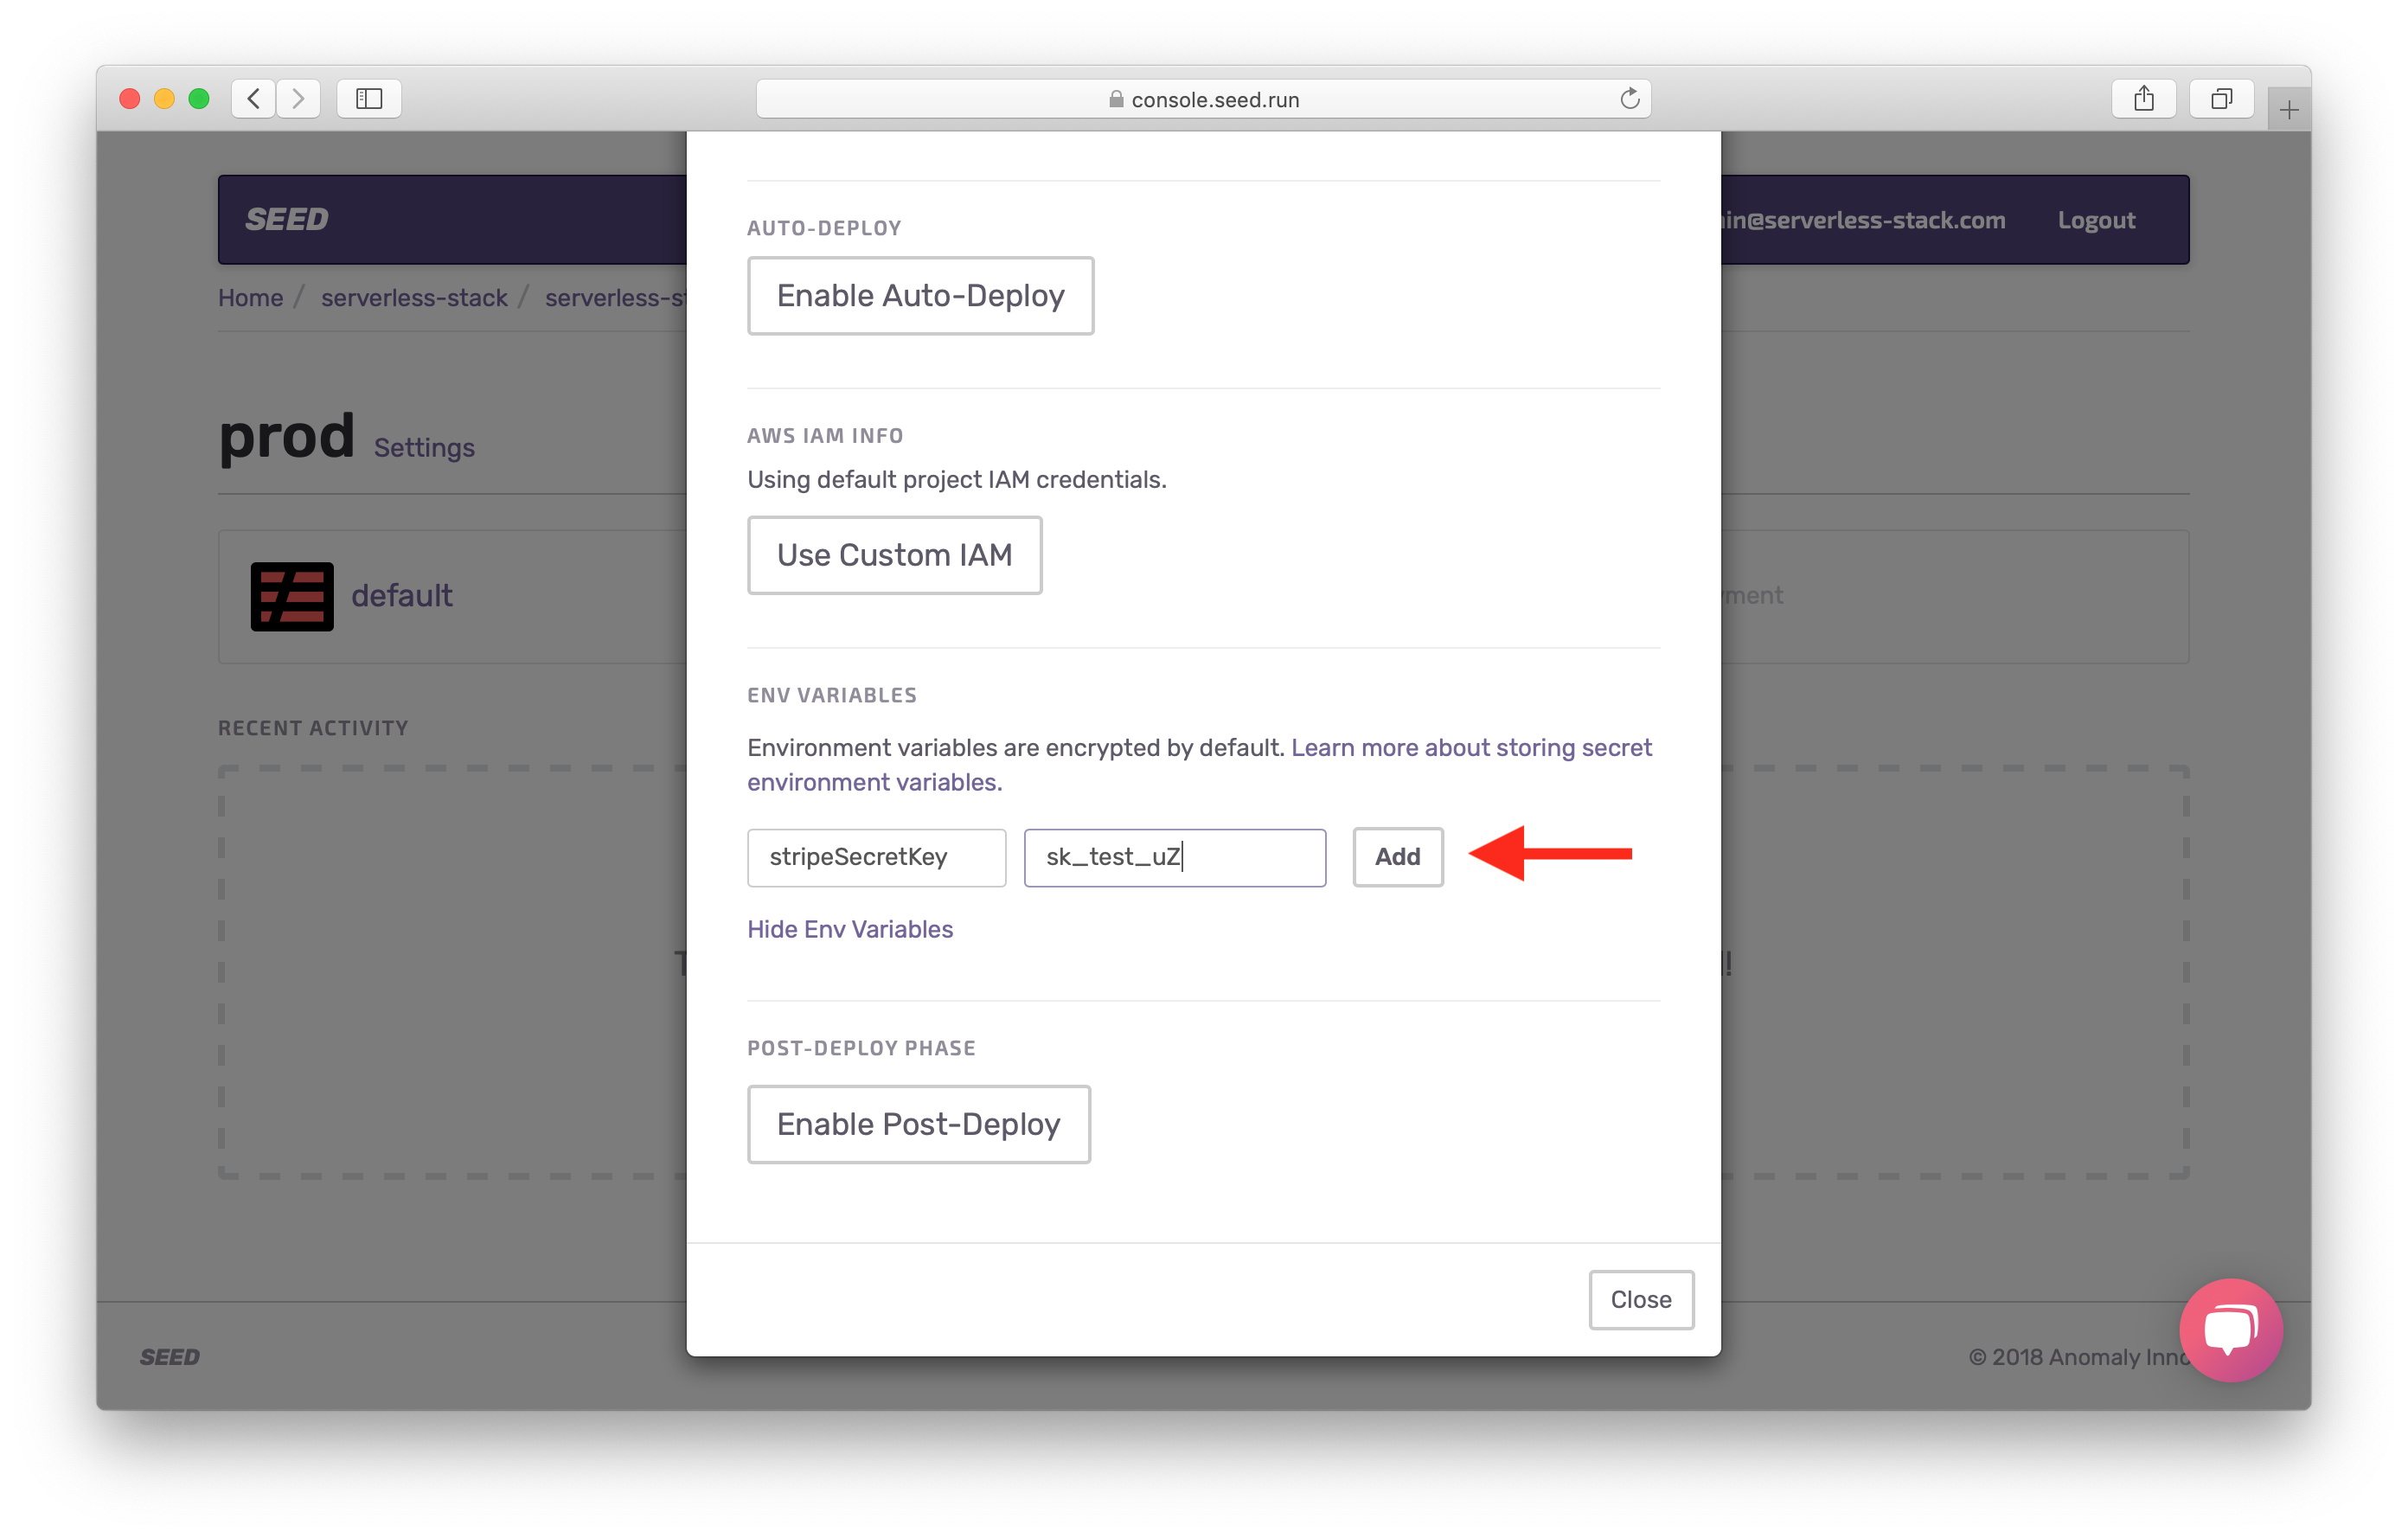 console.seed.run
SEED
in@serverless-stack.com Logout
Home / serverless-stack /
prod Settings
default
RECENT ACTIVITY
AUTO-DEPLOY
Enable Auto-Deploy
AWS IAM INFO
Using default project IAM credentials.
Use Custom IAM
ENV VARIABLES
Environment variables are encrypted by default. Learn more about storing secret
environment variables.
stripeSecretKey sk_test_uZ Add
Hide Env Variables
POST-DEPLOY PHASE
Enable Post-Deploy
Close
SEED
© 2018 Anomaly